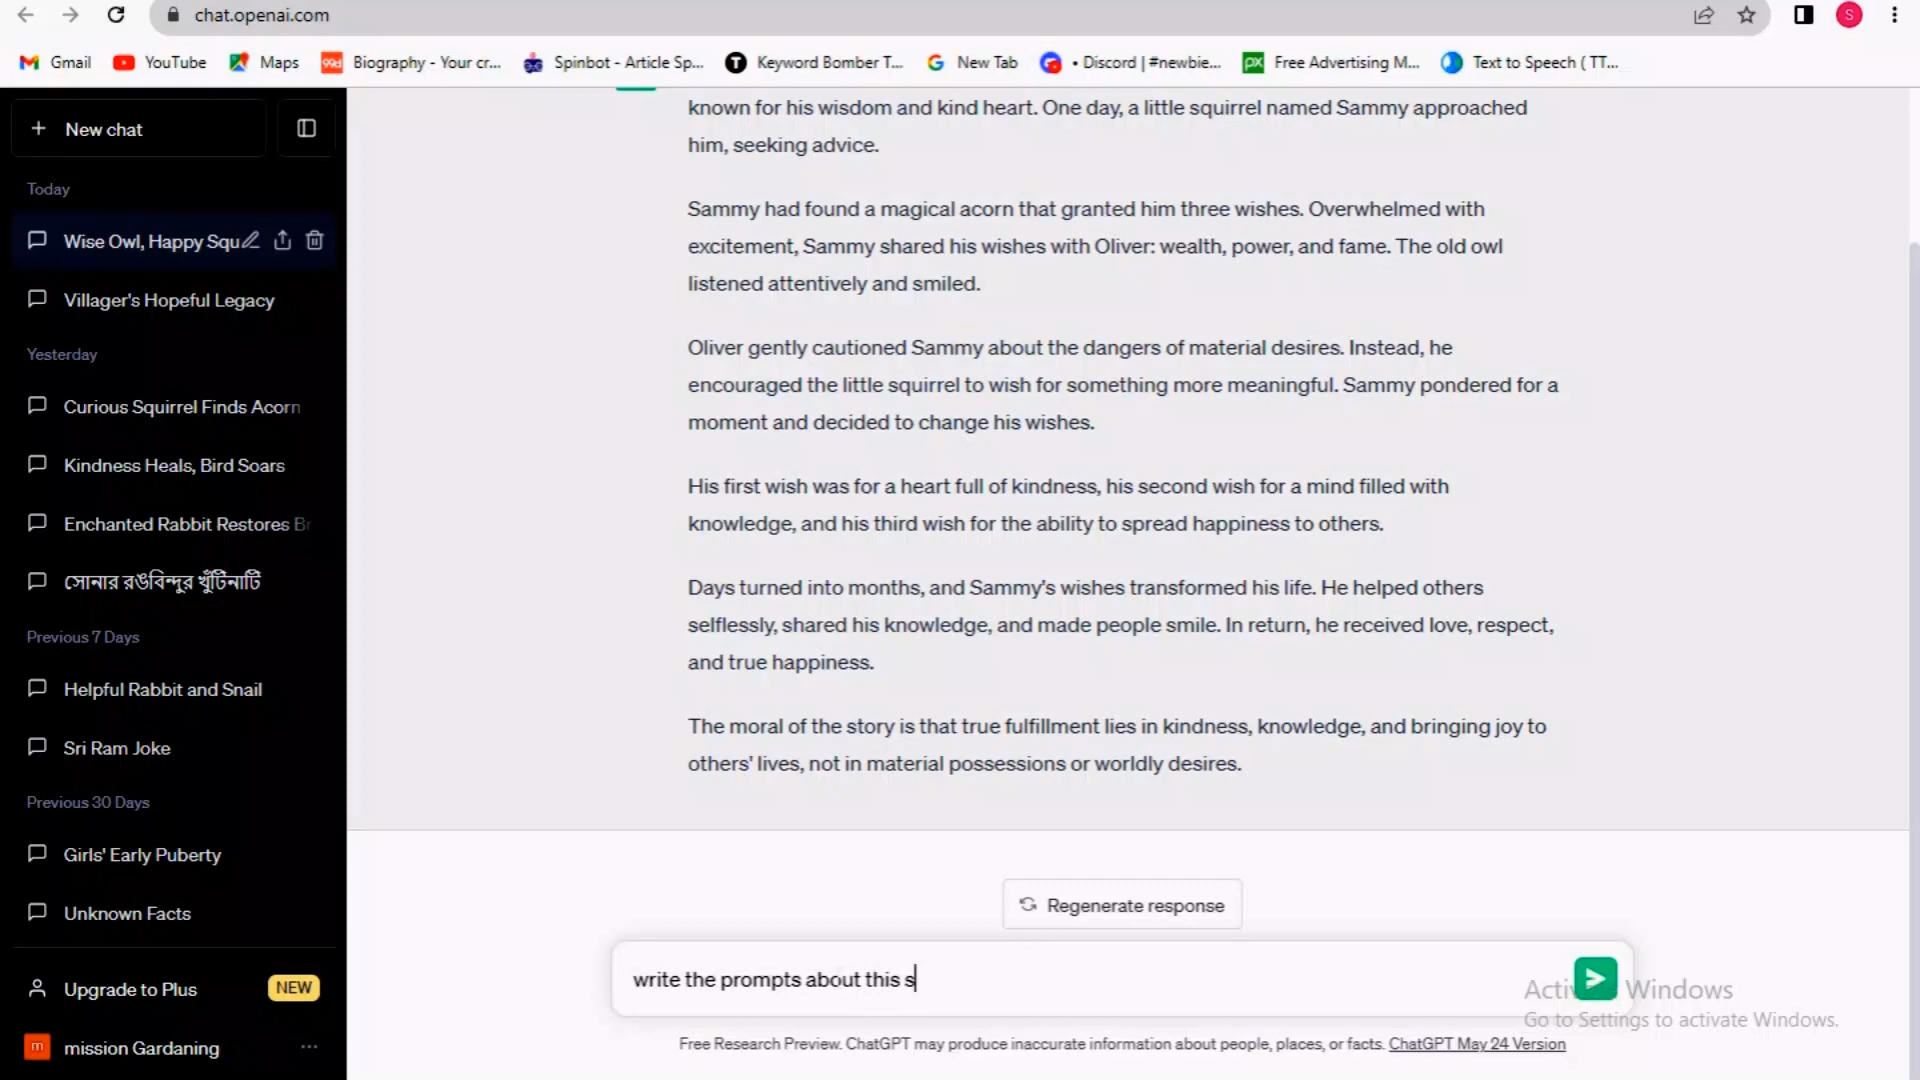 chat.openai.com
S
Gmail
YouTube
Maps
99d
Biography - Your cr...
Spinbot - Article Sp...
T
Keyword Bomber T...
New Tab
• Discord | #newbie...
px
Free Advertising M...
Text to Speech ( TT...
New chat
Today
Wise Owl, Happy Squ
Villager's Hopeful Legacy
Yesterday
Curious Squirrel Finds Acorn
Kindness Heals, Bird Soars
Enchanted Rabbit Restores Br
সোনার রঙবিন্দুর খুঁটিনাটি
Previous 7 Days
Helpful Rabbit and Snail
Sri Ram Joke
Previous 30 Days
Girls' Early Puberty
Unknown Facts
Upgrade to Plus
NEW
m
mission Gardaning
known for his wisdom and kind heart. One day, a little squirrel named Sammy approached
him, seeking advice.
Sammy had found a magical acorn that granted him three wishes. Overwhelmed with
excitement, Sammy shared his wishes with Oliver: wealth, power, and fame. The old owl
listened attentively and smiled.
Oliver gently cautioned Sammy about the dangers of material desires. Instead, he
encouraged the little squirrel to wish for something more meaningful. Sammy pondered for a
moment and decided to change his wishes.
His first wish was for a heart full of kindness, his second wish for a mind filled with
knowledge, and his third wish for the ability to spread happiness to others.
Days turned into months, and Sammy's wishes transformed his life. He helped others
selflessly, shared his knowledge, and made people smile. In return, he received love, respect,
and true happiness.
The moral of the story is that true fulfillment lies in kindness, knowledge, and bringing joy to
others' lives, not in material possessions or worldly desires.
Regenerate response
write the prompts about this s
Windows
Go to Settings to activate Windows.
Free Research Preview. ChatGPT may produce inaccurate information about people, places, or facts. ChatGPT May 24 Version